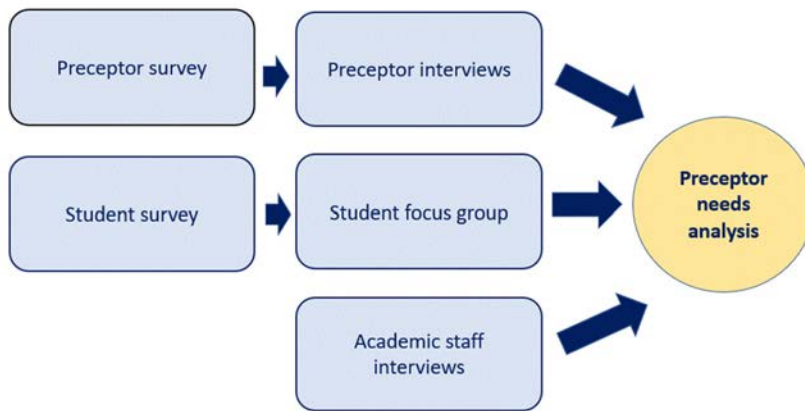 Preceptor survey
Preceptor interviews
Student survey
Student focus group
Preceptor
needs
analysis
Academic staff
interviews